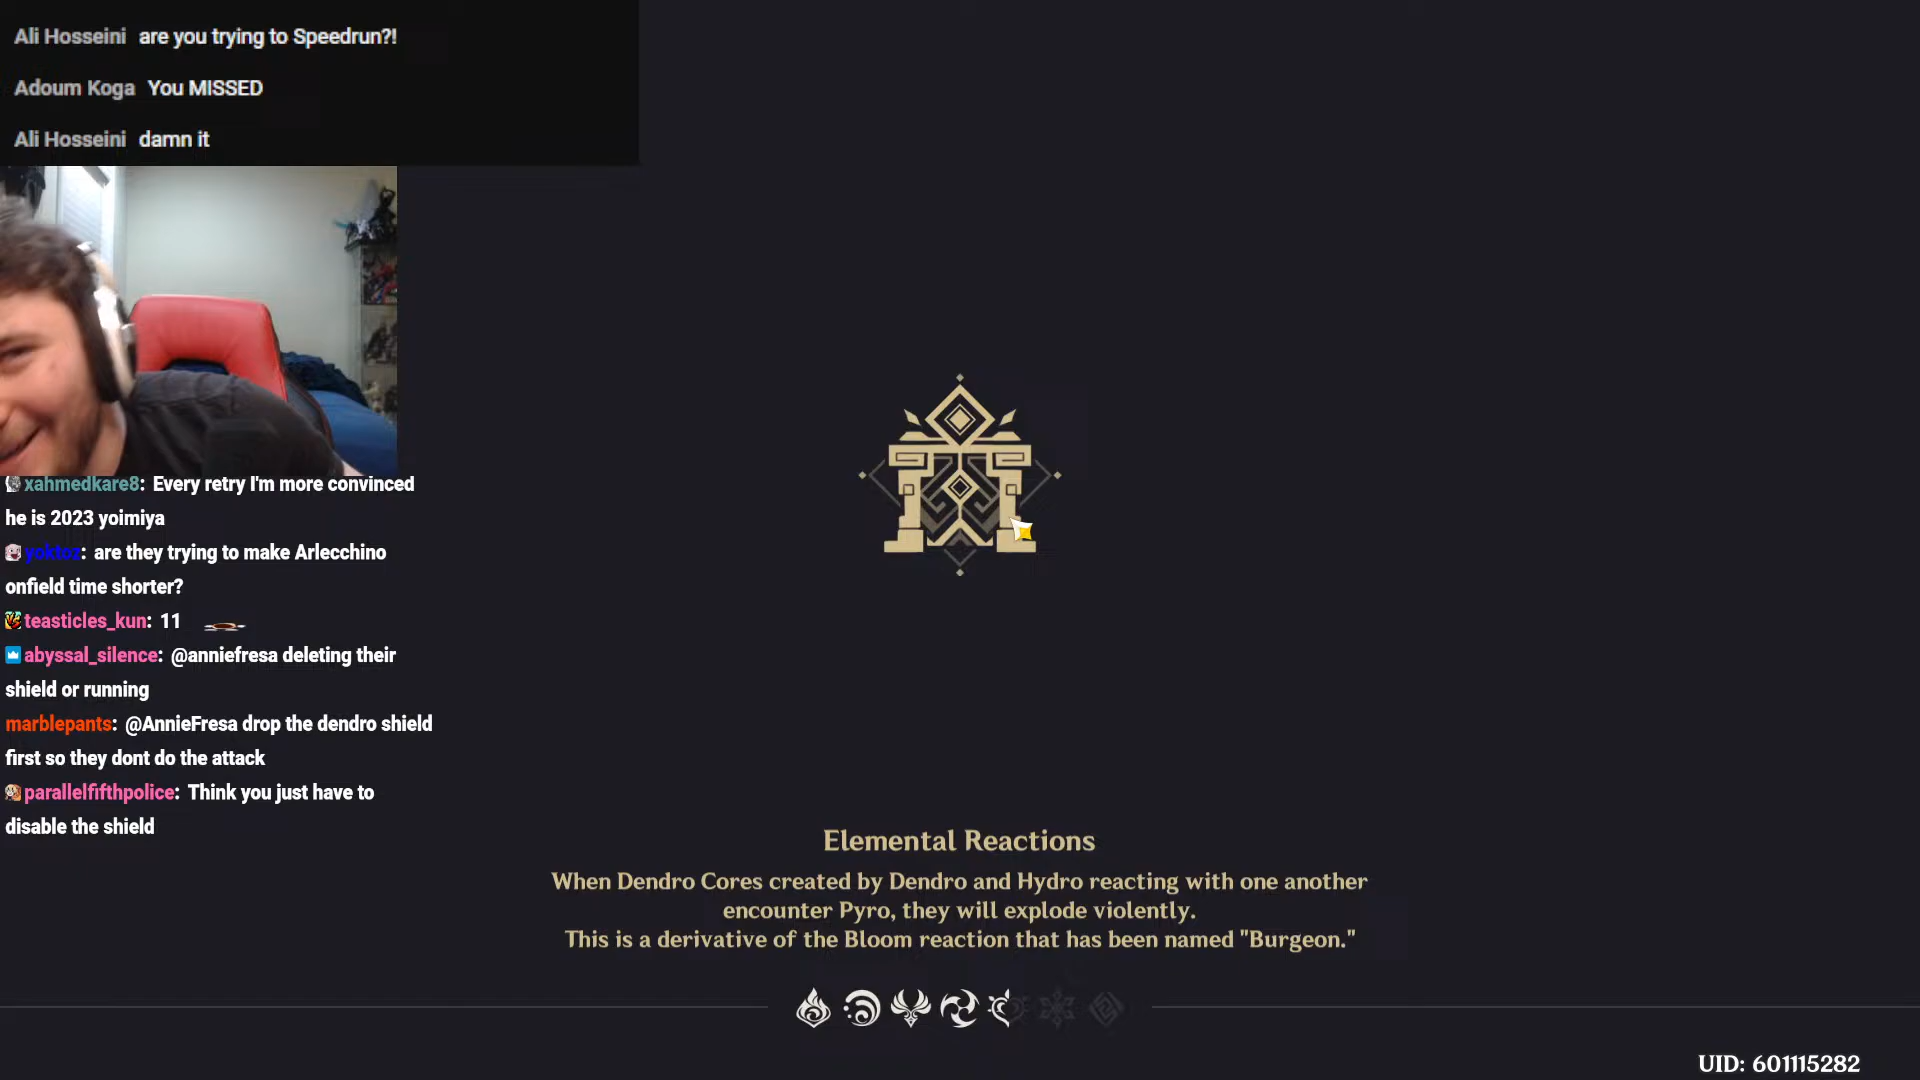 Ali Hosseini are you trying to Speedrun?!
Adoum Koga You MISSED
Ali Hosseini damn it
xahmedkare8: Every retry I'm more convinced
he is 2023 yoimiya
yoktoz: are they trying to make Arlecchino
onfield time shorter?
teasticles_kun: 11
abyssal_silence: @anniefresa deleting their
shield or running
marblepants: @AnnieFresa drop the dendro shield
first so they dont do the attack
parallelfifthpolice: Think you just have to
disable the shield
Elemental Reactions
When Dendro Cores created by Dendro and Hydro reacting with one another
encounter Pyro, they will explode violently.
This is a derivative of the Bloom reaction that has been named "Burgeon."
UID: 601115282